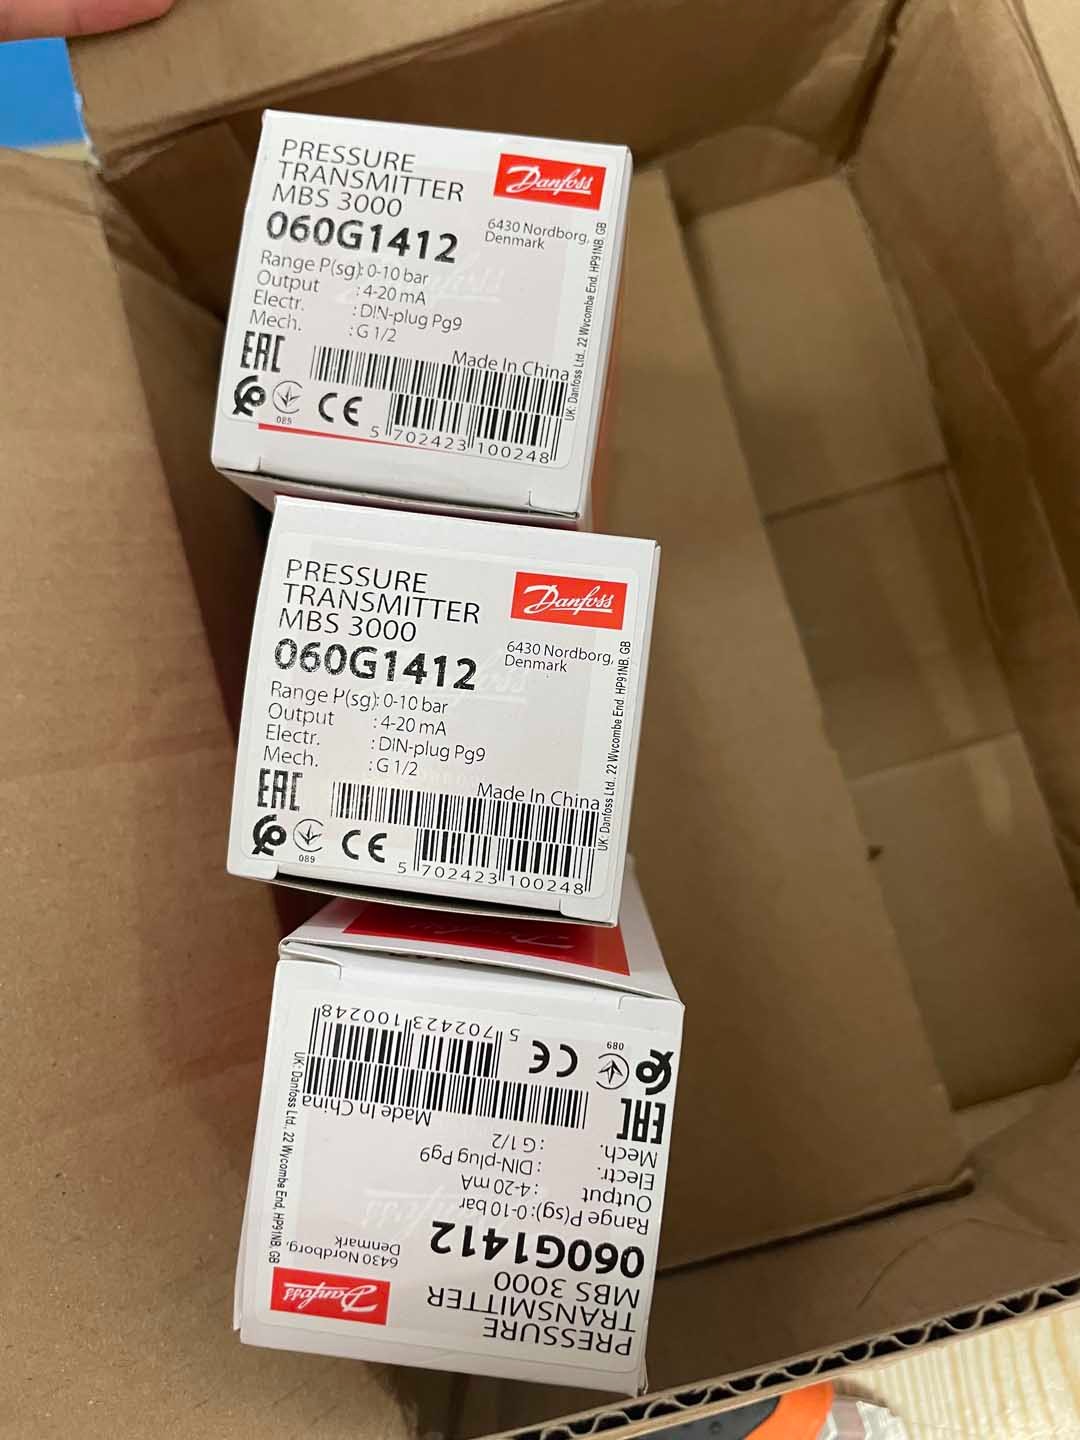 PRESSURE
TRANSMITTER
MBS 3000
060G1412
Danfoss
6430 Nordborg,
Denmark
Range P(sg): 0-10 bar
Output : 4-20 mA
Electr. : DIN-plug Pg9
Mech. : G 1/2
EAC
Made In China
089
CE
5 702423 100248
UK: Danfoss Ltd., 22 Wycombe End, HP91NB, GB
PRESSURE
TRANSMITTER
MBS 3000
060G1412
Danfoss
6430 Nordborg,
Denmark
Range P(sg): 0-10 bar
Output : 4-20 mA
Electr. : DIN-plug Pg9
Mech. : G 1/2
EAC
Made In China
089
CE
5 702423 100248
UK: Danfoss Ltd., 22 Wycombe End, HP91NB, GB
PRESSURE
TRANSMITTER
MBS 3000
060G1412
Danfoss
6430 Nordborg,
Denmark
Range P(sg): 0-10 bar
Output : 4-20 mA
Electr. : DIN-plug Pg9
Mech. : G 1/2
EAC
Made In China
089
CE
5 702423 100248
UK: Danfoss Ltd., 22 Wycombe End, HP91NB, GB